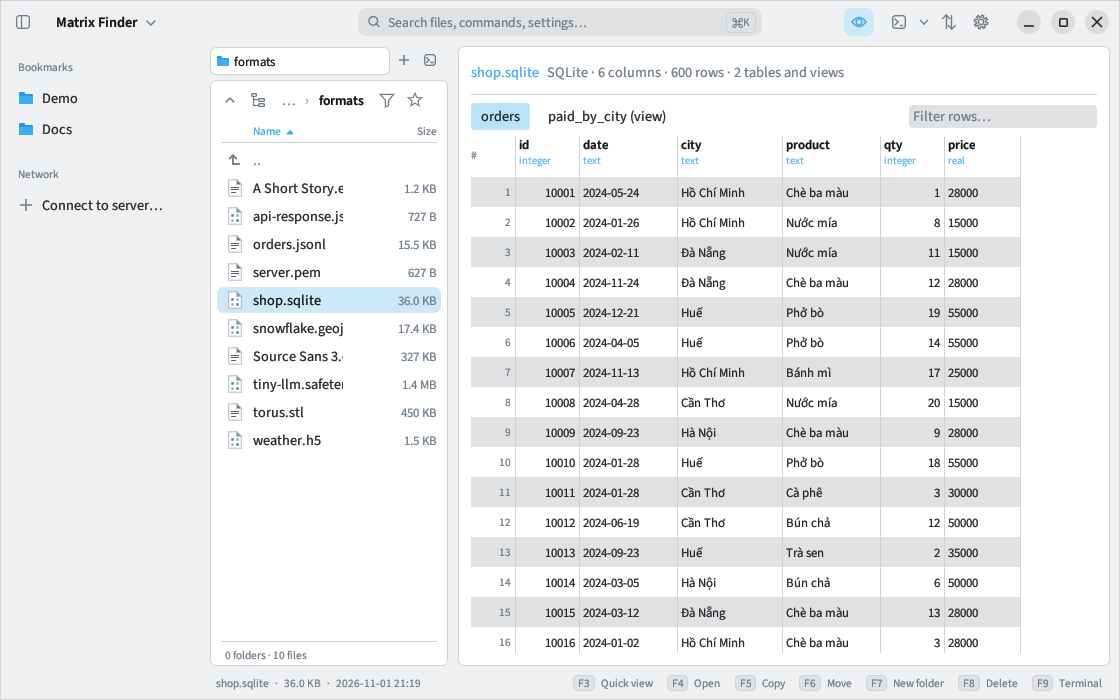 Matrix Finder
Search files, commands, settings… ⌘K
Bookmarks
Demo
Docs
Network
Connect to server…
formats
… › formats
Name Size
..
A Short Story.e 1.2 KB
api-response.js 727 B
orders.jsonl 15.5 KB
server.pem 627 B
shop.sqlite 36.0 KB
snowflake.geoj 17.4 KB
Source Sans 3. 327 KB
tiny-llm.safeter 1.4 MB
torus.stl 450 KB
weather.h5 1.5 KB
0 folders · 10 files
shop.sqlite SQLite · 6 columns · 600 rows · 2 tables and views
orders paid_by_city (view) Filter rows…
# id date city product qty price
integer text text text integer real
1 10001 2024-05-24 Hồ Chí Minh Chè ba màu 1 28000
2 10002 2024-01-26 Hồ Chí Minh Nước mía 8 15000
3 10003 2024-02-11 Đà Nẵng Nước mía 11 15000
4 10004 2024-11-24 Đà Nẵng Chè ba màu 12 28000
5 10005 2024-12-21 Huế Phở bò 19 55000
6 10006 2024-04-05 Huế Phở bò 14 55000
7 10007 2024-11-13 Hồ Chí Minh Bánh mì 17 25000
8 10008 2024-04-28 Cần Thơ Nước mía 20 15000
9 10009 2024-09-23 Hà Nội Chè ba màu 9 28000
10 10010 2024-01-28 Huế Phở bò 18 55000
11 10011 2024-01-28 Cần Thơ Cà phê 3 30000
12 10012 2024-06-19 Cần Thơ Bún chả 12 50000
13 10013 2024-09-23 Huế Trà sen 2 35000
14 10014 2024-03-05 Hà Nội Bún chả 6 50000
15 10015 2024-03-12 Đà Nẵng Chè ba màu 13 28000
16 10016 2024-01-02 Hồ Chí Minh Chè ba màu 3 28000
shop.sqlite · 36.0 KB · 2026-11-01 21:19
F3 Quick view F4 Open F5 Copy F6 Move F7 New folder F8 Delete F9 Terminal